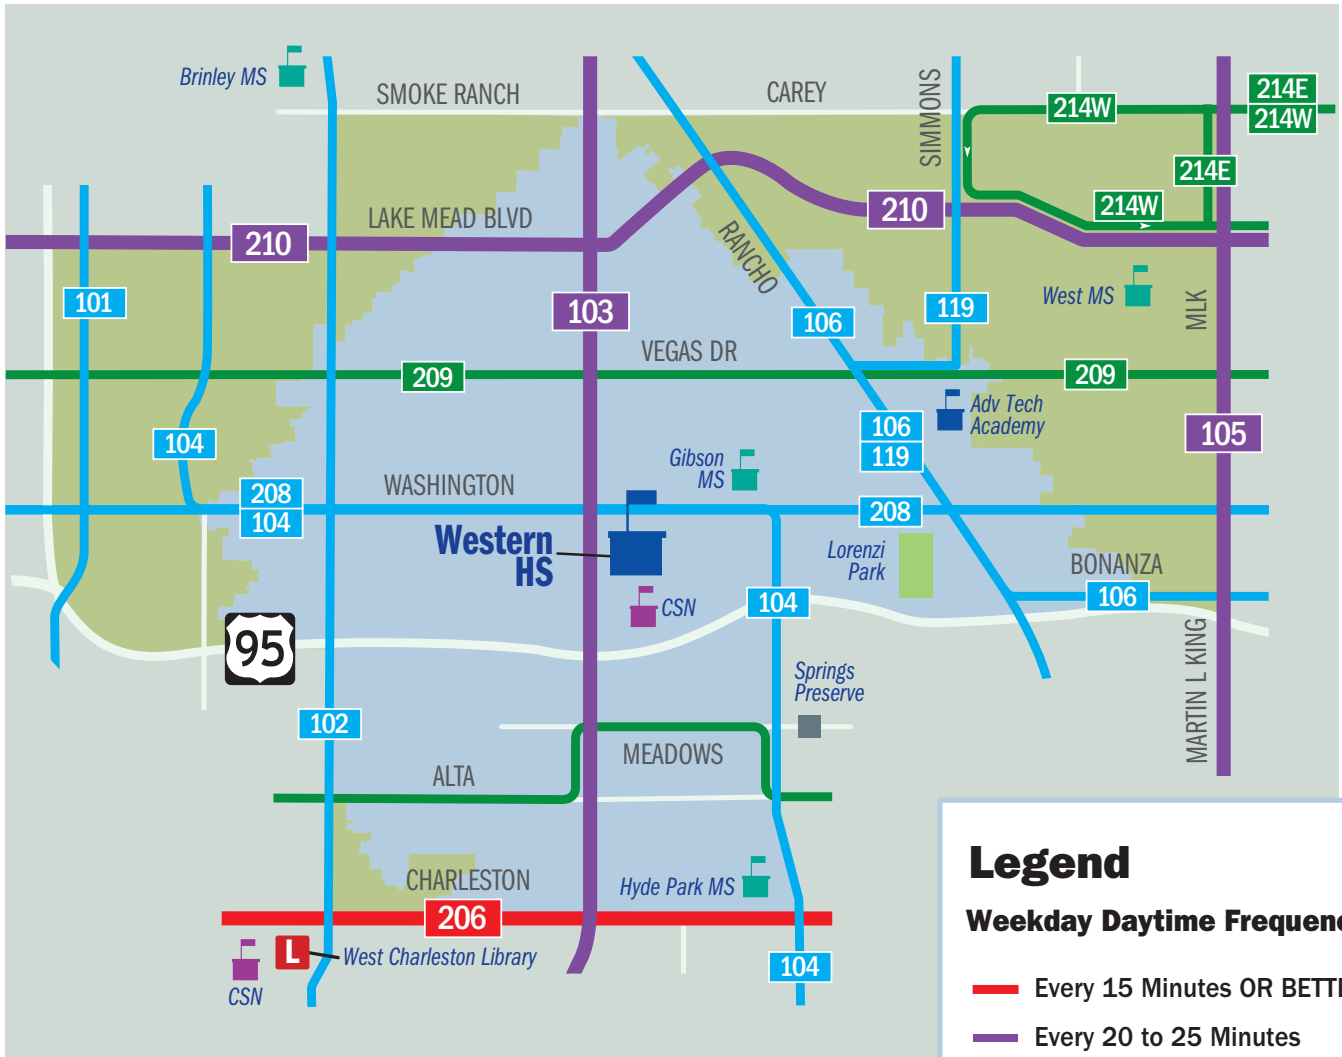 Brinley MS
SMOKE RANCH
CAREY
SIMMONS
214W
214E
214W
214E
214W
LAKE MEAD BLVD
210
210
RANCHO
West MS
MLK
101
103
106
119
VEGAS DR
209
209
Adv Tech
Academy
104
106
119
105
Gibson
MS
WASHINGTON
208
104
208
Western
HS
Lorenzi
Park
BONANZA
106
CSN
104
95
MARTIN L KING
Springs
Preserve
102
MEADOWS
ALTA
CHARLESTON
206
Hyde Park MS
L
West Charleston Library
CSN
104
Legend
Weekday Daytime Frequenc
Every 15 Minutes OR BETT
Every 20 to 25 Minutes